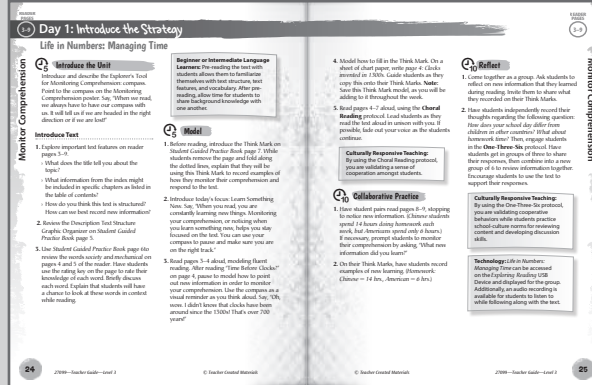 READER
PAGES
3–9
Day 1: Introduce the Strategy
Life in Numbers: Managing Time
Monitor Comprehension
5
Introduce the Unit
Introduce and describe the Explorer's Tool
for Monitoring Comprehension: compass.
Point to the compass on the Monitoring
Comprehension poster. Say, "When we read,
we always have to have our compass with
us. It will tell us if we are headed in the right
direction or if we are lost!"
Introduce Text
1. Explore important text features on reader
pages 3–9.
• What does the title tell you about the
topic?
• What information from the index might
be included in specific chapters as listed in
the table of contents?
• How do you think this is structured?
How can we best record new information?
2. Review the Description Text Structure
Graphic Organizer on Student Guided
Practice Book page 5.
3. Use Student Guided Practice Book page 6 to
review the words society and mechanical on
pages 4 and 5 of the reader. Have students
use the rating key on the page to rate their
knowledge of each word. Briefly discuss
each word. Explain that students will have
a chance to look at these words in context
while reading.
Beginner or Intermediate Language
Learners: Pre-reading the text with
students allows them to familiarize
themselves with text structure, text
features, and vocabulary. After pre-
reading, allow time for students to
share background knowledge with
one another.
5
Model
1. Before reading, introduce the Think Mark on
Student Guided Practice Book page 7. While
students remove the page and fold along
the dotted lines, explain that they will be
using this Think Mark to record examples of
how they monitor their comprehension and
respond to the text.
2. Introduce today's focus: Learn Something
New. Say, "When you read, you are
constantly learning new things. Monitoring
your comprehension, or noticing when
you learn something new, helps you stay
focused on the text. You can use your
compass to pause and make sure you are
on the right track."
3. Read pages 3–4 aloud, modeling fluent
reading. After reading "Time Before Clocks!"
on page 4, pause to model how to point
out new information in order to monitor
your comprehension. Use the compass as a
visual reminder as you think aloud. Say, "Oh,
wow. I didn't know that clocks have been
around since the 1300s! That's over 700
years!"
24
27099—Teacher Guide—Level 3
© Teacher Created Materials
4. Model how to fill in the Think Mark. On a
sheet of chart paper, write page 4: Clocks
invented in 1300s. Guide students as they
copy this onto their Think Marks. Note:
Save this Think Mark model, as you will be
adding to it throughout the week.
5. Read pages 4–7 aloud, using the Choral
Reading protocol. Lead students as they
read the text aloud in unison with you. If
possible, fade out your voice as the students
continue.
Culturally Responsive Teaching:
By using the Choral Reading protocol,
you are validating a sense of
cooperation amongst students.
10
Collaborative Practice
1. Have student pairs read pages 8–9, stopping
to notice new information. (Chinese students
spend 14 hours doing homework each
week, but Americans spend only 6 hours.)
If necessary, prompt students to monitor
their comprehension by asking, "What new
information did you learn?"
2. On their Think Marks, have students record
examples of new learning. (Homework:
Chinese = 14 hrs., American = 6 hrs.)
10
Reflect
1. Come together as a group. Ask students to
reflect on new information that they learned
during reading. Invite them to share what
they recorded on their Think Marks.
2. Have students independently record their
thoughts regarding the following question:
How does your school day differ from
children in other countries? What about
homework time? Then, engage students
in the One-Three-Six protocol. Have
students get in groups of three to share
their responses, then combine into a new
group of 6 to review information together.
Encourage students to use the text to
support their responses.
Culturally Responsive Teaching:
By using the One-Three-Six protocol,
you are validating cooperative
behaviors while students practice
school-culture norms for reviewing
content and developing discussion
skills.
Technology: Life in Numbers:
Managing Time can be accessed
on the Exploring Reading USB
Device and displayed for the group.
Additionally, an audio recording is
available for students to listen to
while following along with the text.
READER
PAGES
3–9
Monitor Comprehension
© Teacher Created Materials
27099—Teacher Guide—Level 3
25